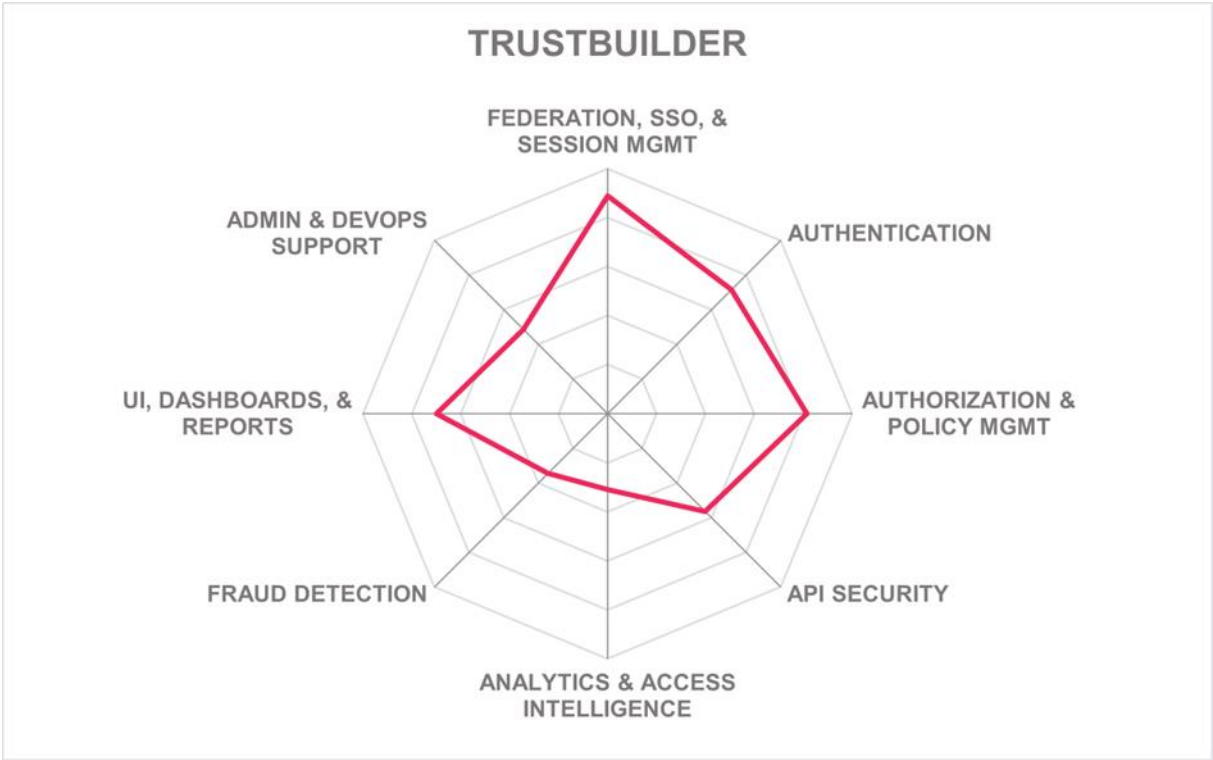 TRUSTBUILDER
FEDERATION, SSO, &
SESSION MGMT
ADMIN & DEVOPS
SUPPORT
AUTHENTICATION
UI, DASHBOARDS, &
REPORTS
AUTHORIZATION &
POLICY MGMT
FRAUD DETECTION
API SECURITY
ANALYTICS & ACCESS
INTELLIGENCE